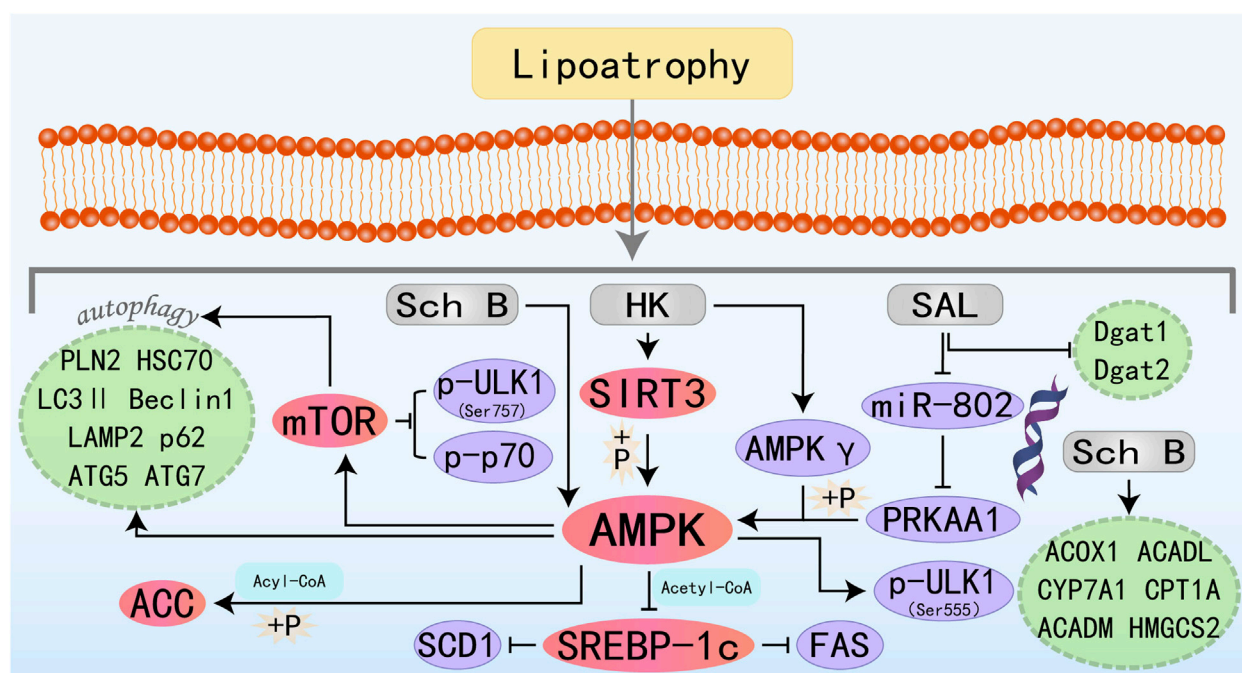 Lipoatrophy
autophagy
PLN2 HSC70
LC3Ⅱ Beclin1
LAMP2 p62
ATG5 ATG7
mTOR
Sch B
p-ULK1
(Ser757)
p-p70
HK
SIRT3
+
P
AMPK γ
+P
SAL
Dgat1
Dgat2
miR-802
PRKAA1
Sch B
ACOX1 ACADL
CYP7A1 CPT1A
ACADM HMGCS2
AMPK
p-ULK1
(Ser555)
Acyl-CoA
ACC
+P
Acetyl-CoA
SCD1
SREBP-1c
FAS